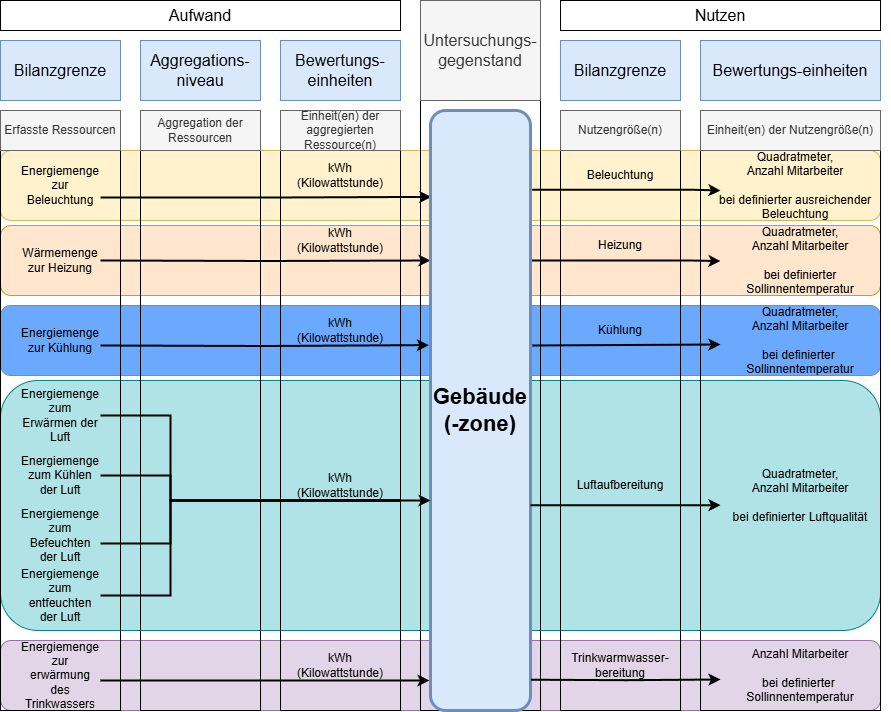 Aufwand
Nutzen
Untersuchungs-
gegenstand
Bilanzgrenze
Aggregations-
niveau
Bewertungs-
einheiten
Bilanzgrenze
Bewertungs-einheiten
Erfasste Ressourcen
Aggregation der
Ressourcen
Einheit(en) der
aggregierten
Ressource(n)
Nutzengröße(n)
Einheit(en) der Nutzengröße(n)
Energiemenge
zur
Beleuchtung
kWh
(Kilowattstunde)
Beleuchtung
Quadratmeter,
Anzahl Mitarbeiter
bei definierter ausreichender
Beleuchtung
Wärmemenge
zur Heizung
kWh
(Kilowattstunde)
Heizung
Quadratmeter,
Anzahl Mitarbeiter
bei definierter
Sollinnentemperatur
Energiemenge
zur Kühlung
kWh
(Kilowattstunde)
Kühlung
Quadratmeter,
Anzahl Mitarbeiter
bei definierter
Sollinnentemperatur
Gebäude
(-zone)
Energiemenge
zum
Erwärmen der
Luft
Energiemenge
zum Kühlen
der Luft
Energiemenge
zum
Befeuchten
der Luft
Energiemenge
zum
entfeuchten
der Luft
kWh
(Kilowattstunde)
Luftaufbereitung
Quadratmeter,
Anzahl Mitarbeiter
bei definierter Luftqualität
Energiemenge
zur
erwärmung
des
Trinkwassers
kWh
(Kilowattstunde)
Trinkwarmwasser-
bereitung
Anzahl Mitarbeiter
bei definierter
Sollinnentemperatur